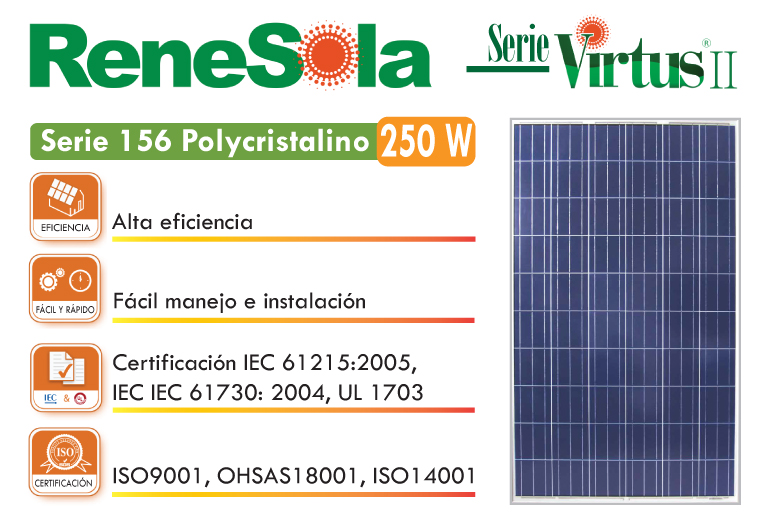 ReneSola
Serie Virtus® II
Serie 156 Polycristalino 250 W
EFICIENCIA
Alta eficiencia
FÁCIL Y RÁPIDO
Fácil manejo e instalación
IEC &
Certificación IEC 61215:2005,
IEC IEC 61730: 2004, UL 1703
ISO
CERTIFICACIÓN
ISO9001, OHSAS18001, ISO14001